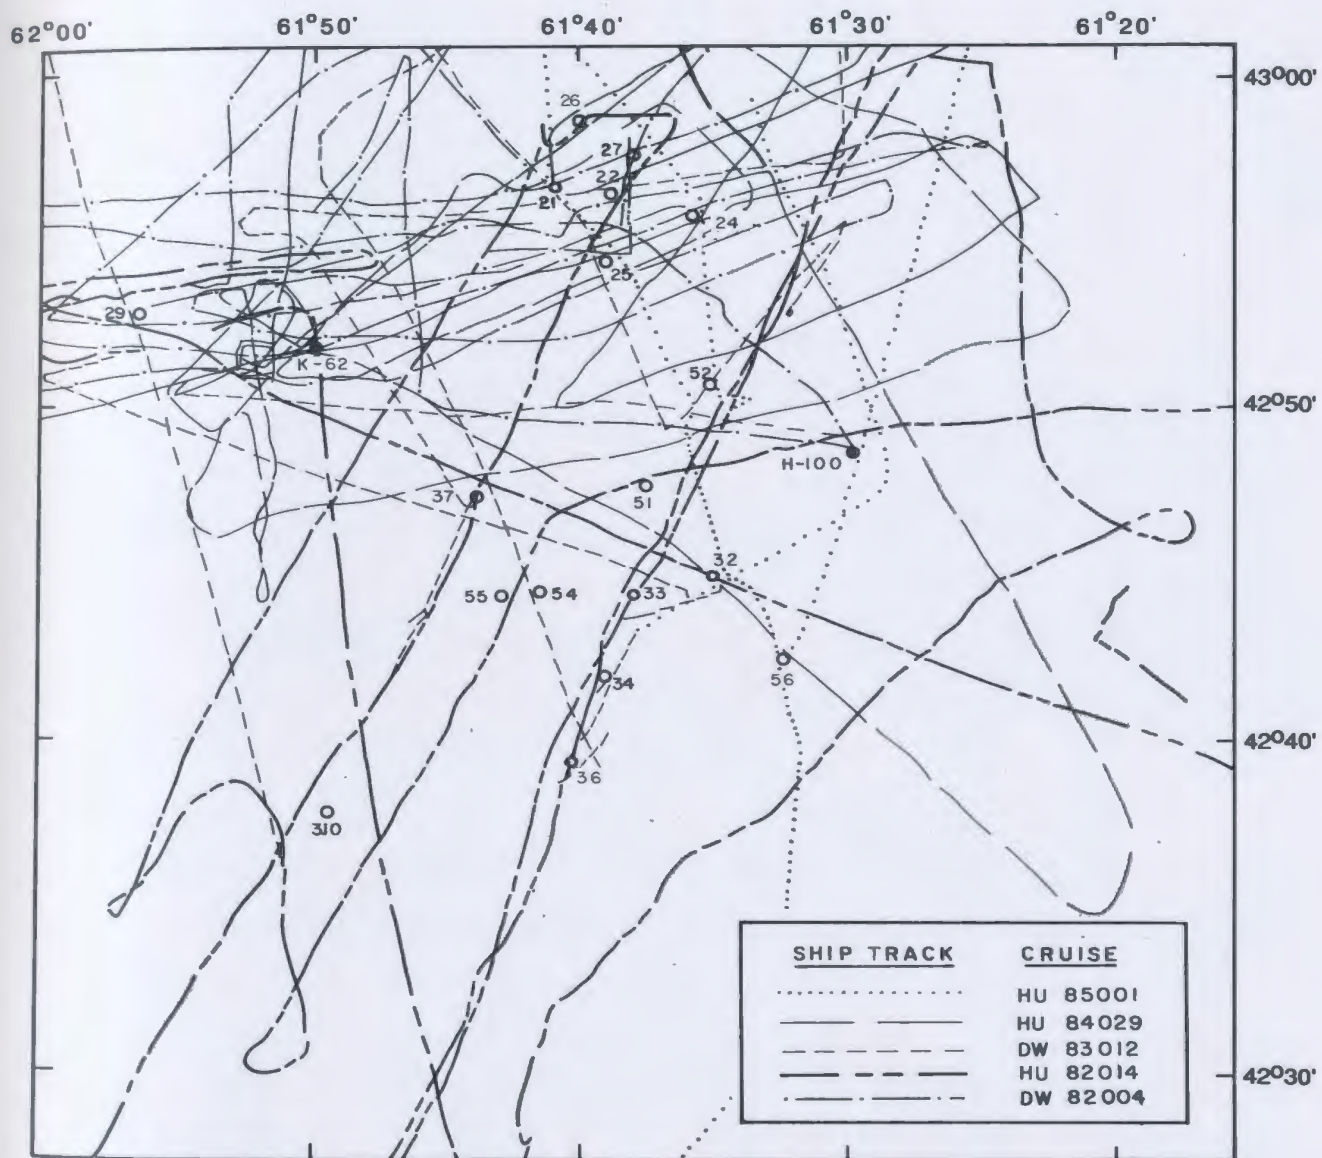 62°00' 61°50' 61°40' 61°30' 61°20'
43°00'
26
27
22
21
24
25
29
K-62
52
42°50'
H-100
37
51
32
55 54 33
56
34
42°40'
36
310
SHIP TRACK CRUISE
HU 85001
HU 84029
DW 83012
HU 82014
DW 82004
42°30'